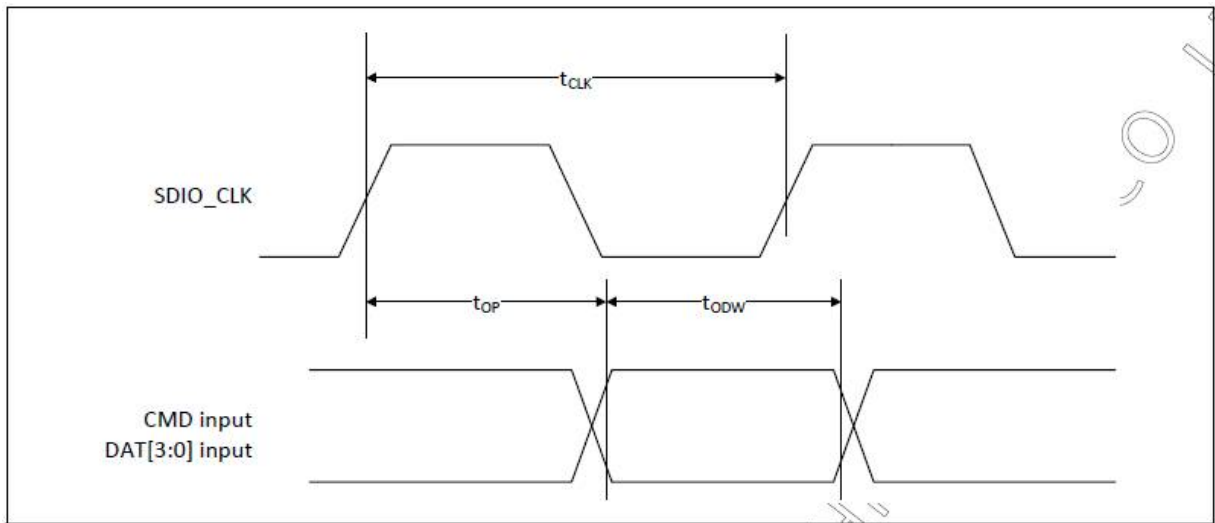 tCLK
SDIO_CLK
tOP
tODW
CMD input
DAT[3:0] input